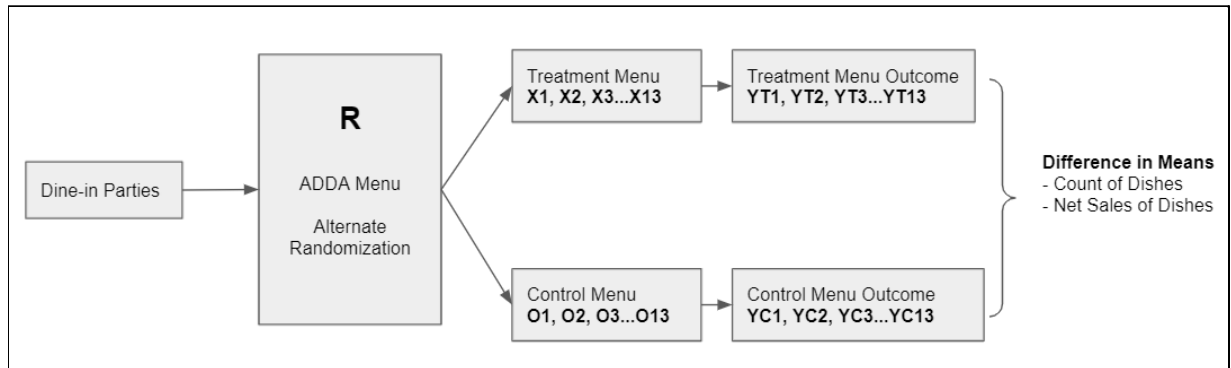 Dine-in Parties
R
ADDA Menu
Alternate
Randomization
Treatment Menu
X1, X2, X3...X13
Treatment Menu Outcome
YT1, YT2, YT3...YT13
Control Menu
O1, O2, O3...O13
Control Menu Outcome
YC1, YC2, YC3...YC13
Difference in Means
- Count of Dishes
- Net Sales of Dishes